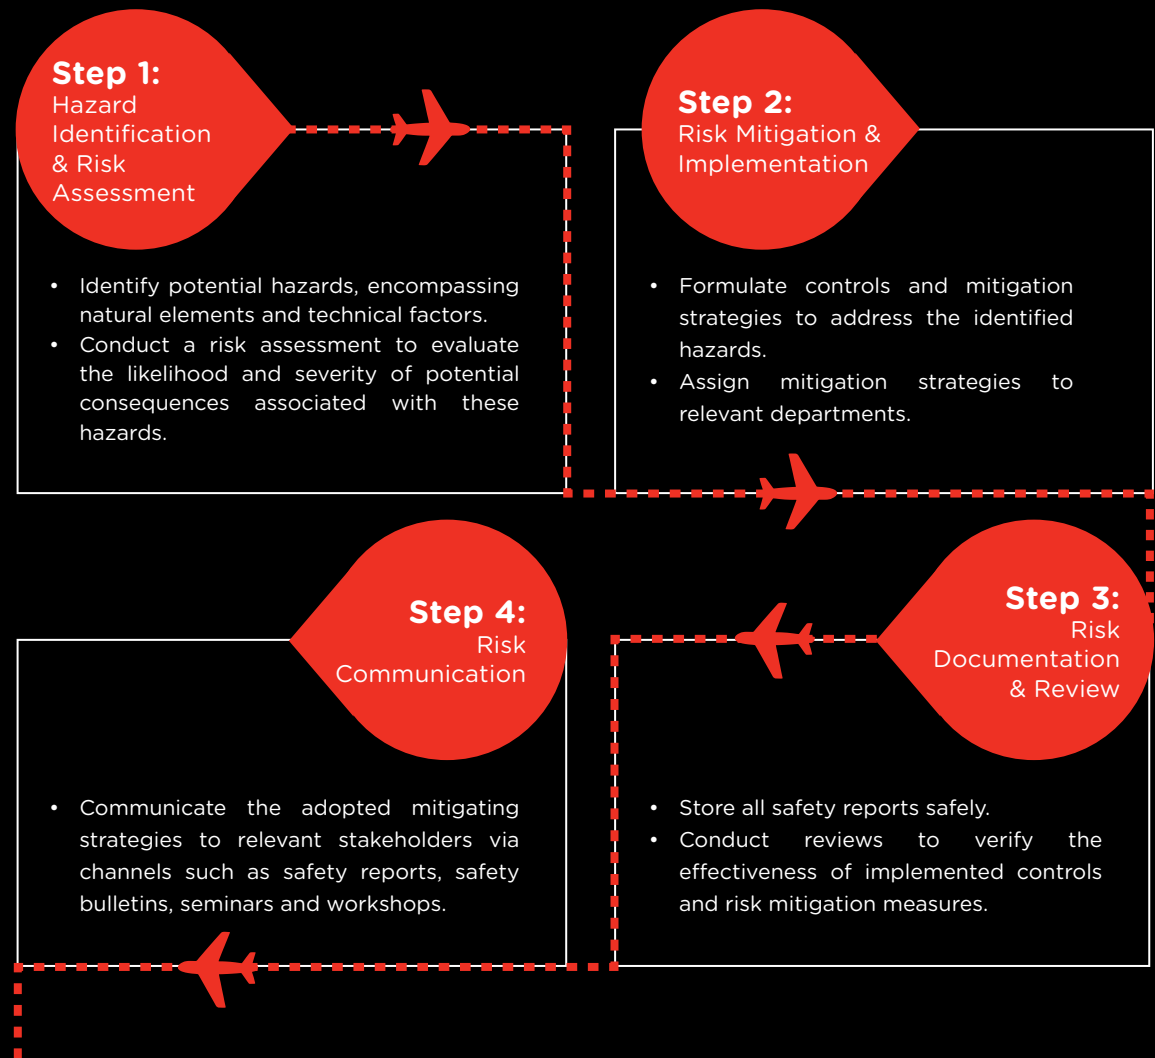 Step 1:
Hazard
Identification
& Risk
Assessment
• Identify potential hazards, encompassing
natural elements and technical factors.
• Conduct a risk assessment to evaluate
the likelihood and severity of potential
consequences associated with these
hazards.
Step 2:
Risk Mitigation &
Implementation
• Formulate controls and mitigation
strategies to address the identified
hazards.
• Assign mitigation strategies to
relevant departments.
Step 3:
Risk
Documentation
& Review
• Store all safety reports safely.
• Conduct reviews to verify the
effectiveness of implemented controls
and risk mitigation measures.
Step 4:
Risk
Communication
• Communicate the adopted mitigating
strategies to relevant stakeholders via
channels such as safety reports, safety
bulletins, seminars and workshops.